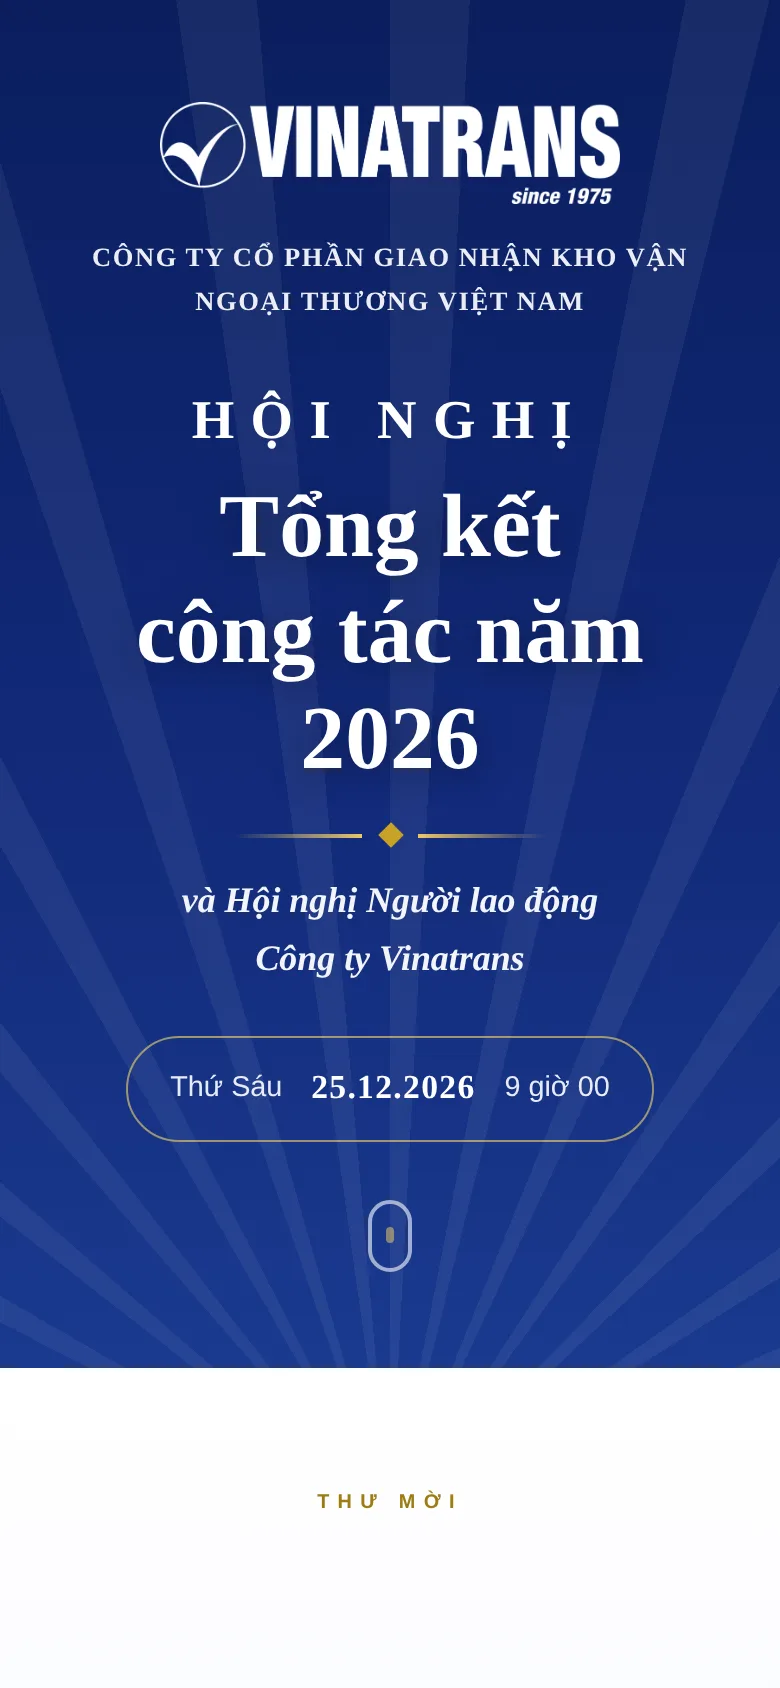 VINATRANS
since 1975
CÔNG TY CỔ PHẦN GIAO NHẬN KHO VẬN
NGOẠI THƯƠNG VIỆT NAM
HỘI NGHỊ
Tổng kết
công tác năm
2026
và Hội nghị Người lao động
Công ty Vinatrans
Thứ Sáu 25.12.2026 9 giờ 00
THƯ MỜI